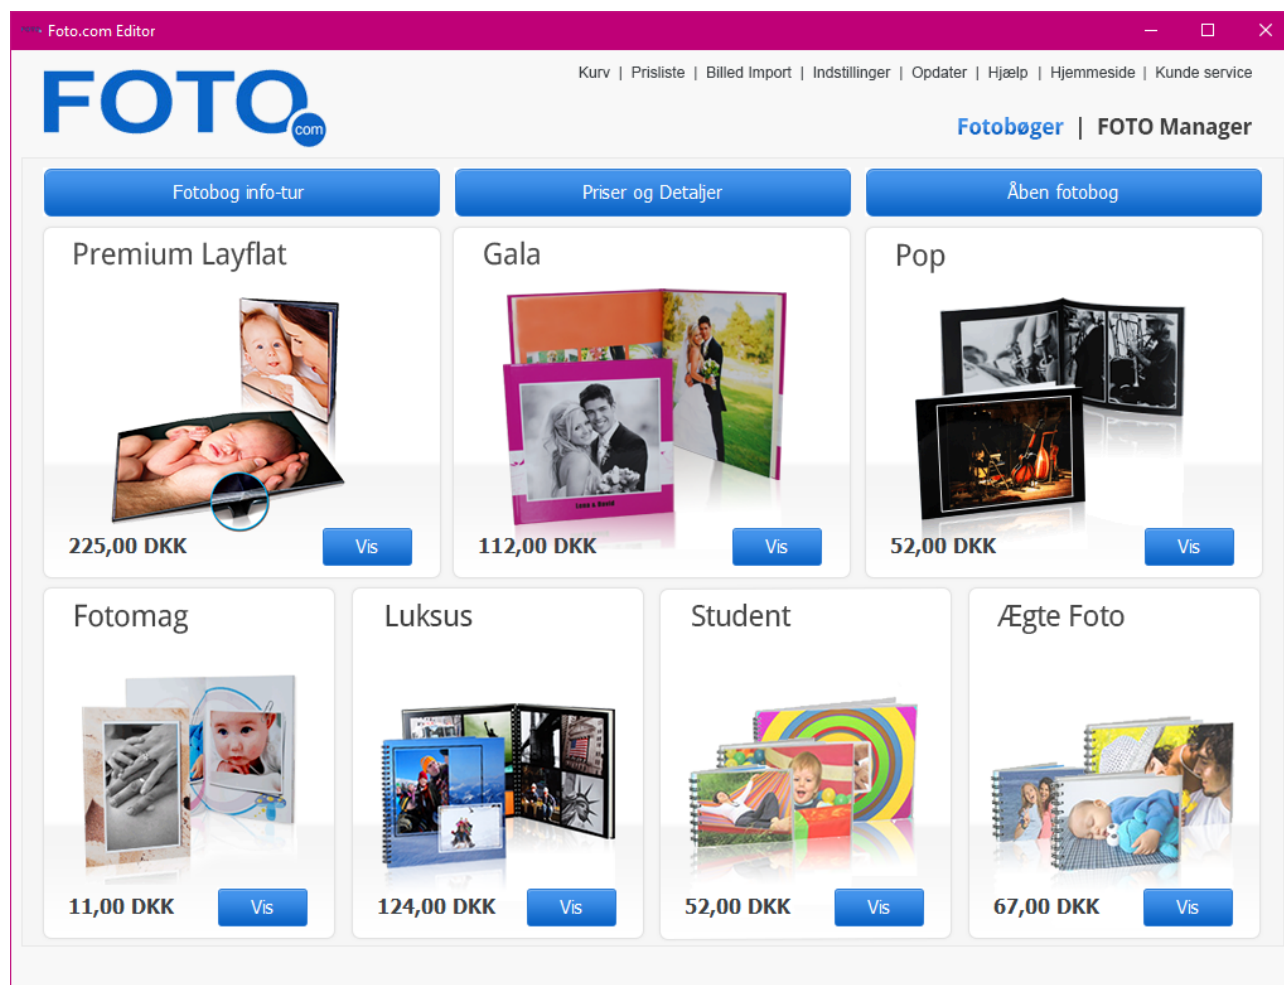 Foto.com Editor
FOTO.com
Kurv | Prisliste | Billed Import | Indstillinger | Opdater | Hjælp | Hjemmeside | Kunde service
Fotobøger | FOTO Manager
Fotobog info-tur
Priser og Detaljer
Åben fotobog
Premium Layflat
225,00 DKK
Vis
Gala
112,00 DKK
Vis
Pop
52,00 DKK
Vis
Fotomag
11,00 DKK
Vis
Luksus
124,00 DKK
Vis
Student
52,00 DKK
Vis
Ægte Foto
67,00 DKK
Vis